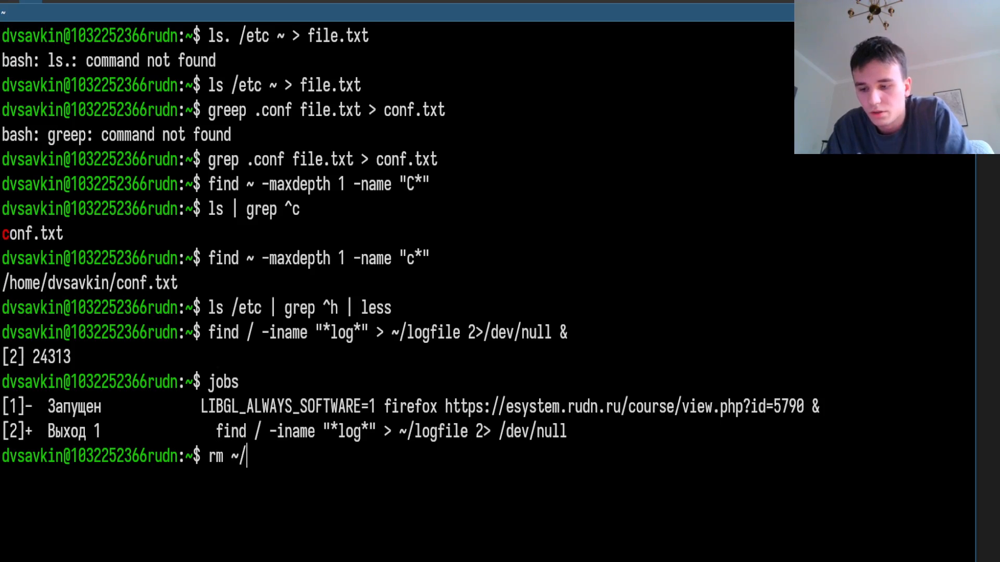 ~
dvsavkin@1032252366rudn:~$ ls. /etc ~ > file.txt
bash: ls.: command not found
dvsavkin@1032252366rudn:~$ ls /etc ~ > file.txt
dvsavkin@1032252366rudn:~$ greep .conf file.txt > conf.txt
bash: greep: command not found
dvsavkin@1032252366rudn:~$ grep .conf file.txt > conf.txt
dvsavkin@1032252366rudn:~$ find ~ -maxdepth 1 -name "C*"
dvsavkin@1032252366rudn:~$ ls | grep ^c
conf.txt
dvsavkin@1032252366rudn:~$ find ~ -maxdepth 1 -name "c*"
/home/dvsavkin/conf.txt
dvsavkin@1032252366rudn:~$ ls /etc | grep ^h | less
dvsavkin@1032252366rudn:~$ find / -iname "*log*" > ~/logfile 2>/dev/null &
[2] 24313
dvsavkin@1032252366rudn:~$ jobs
[1]-  Запущен             LIBGL_ALWAYS_SOFTWARE=1 firefox https://esystem.rudn.ru/course/view.php?id=5790 &
[2]+  Выход 1               find / -iname "*log*" > ~/logfile 2> /dev/null
dvsavkin@1032252366rudn:~$ rm ~/